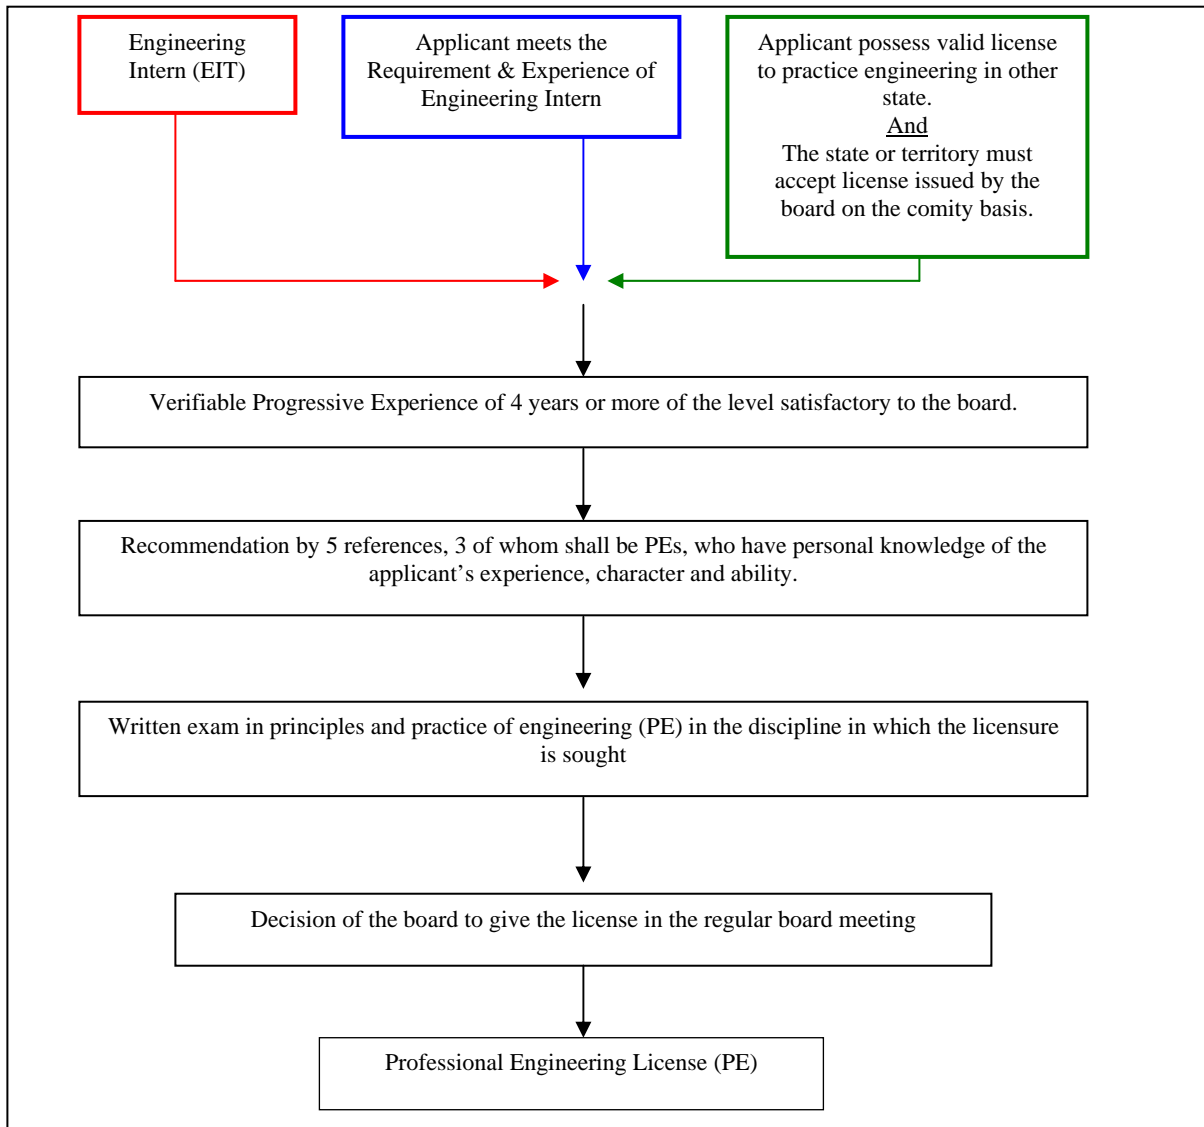 Engineering
Intern (EIT)
Applicant meets the
Requirement & Experience of
Engineering Intern
Applicant possess valid license
to practice engineering in other
state.
And
The state or territory must
accept license issued by the
board on the comity basis.
Verifiable Progressive Experience of 4 years or more of the level satisfactory to the board.
Recommendation by 5 references, 3 of whom shall be PEs, who have personal knowledge of the
applicant’s experience, character and ability.
Written exam in principles and practice of engineering (PE) in the discipline in which the licensure
is sought
Decision of the board to give the license in the regular board meeting
Professional Engineering License (PE)